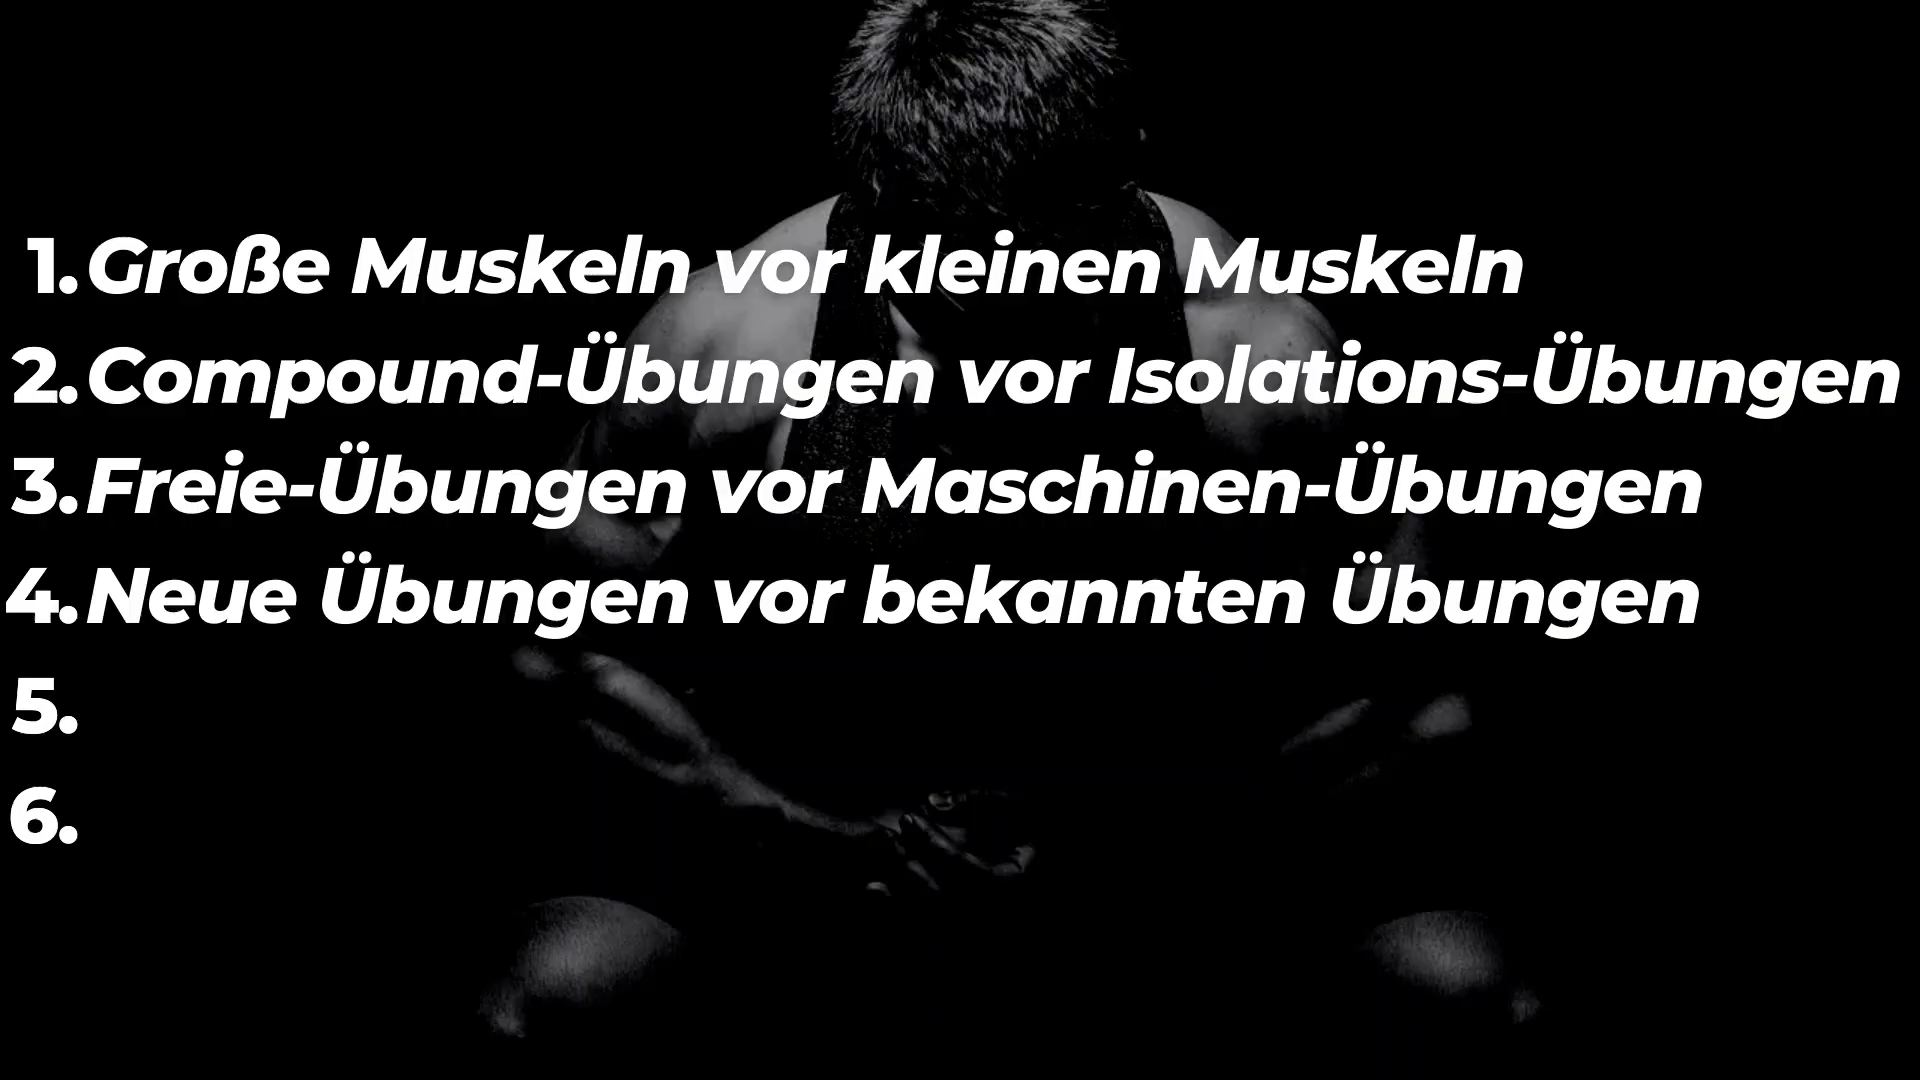 1. Große Muskeln vor kleinen Muskeln
2. Compound-Übungen vor Isolations-Übungen
3. Freie-Übungen vor Maschinen-Übungen
4. Neue Übungen vor bekannten Übungen
5.
6.